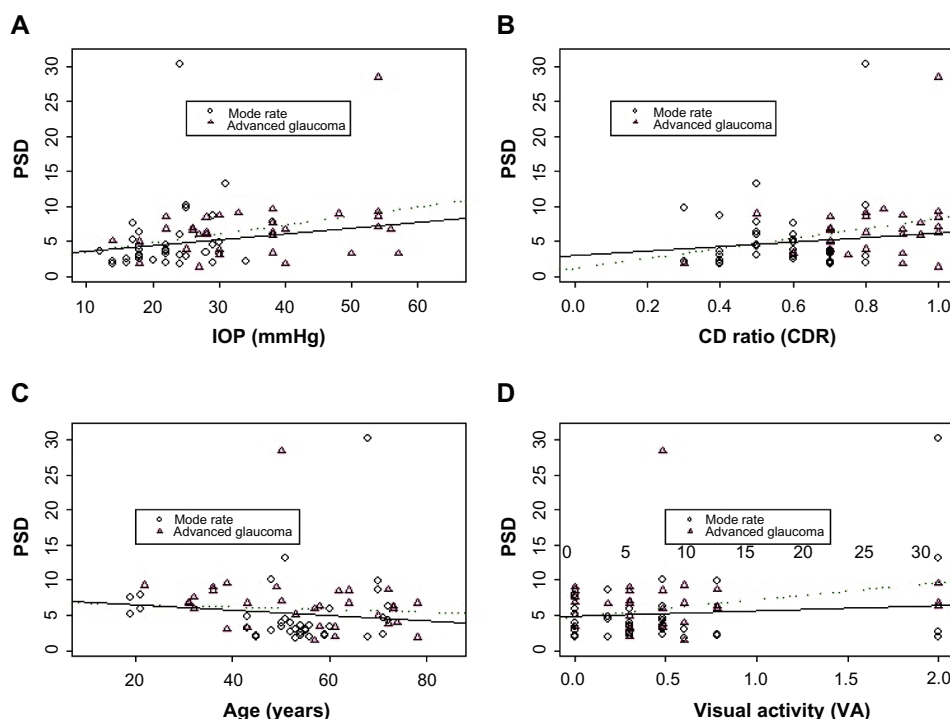 A
PSD
0 5 10 15 20 25 30
Mode rate
Advanced glaucoma
10 20 30 40 50 60
IOP (mmHg)
B
PSD
0 5 10 15 20 25 30
Mode rate
Advanced glaucoma
0.0 0.2 0.4 0.6 0.8 1.0
CD ratio (CDR)
C
PSD
0 5 10 15 20 25 30
Mode rate
Advanced glaucoma
20 40 60 80
Age (years)
D
PSD
0 5 10 15 20 25 30
Mode rate
Advanced glaucoma
0 5 10 15 20 25 30
0.0 0.5 1.0 1.5 2.0
Visual activity (VA)